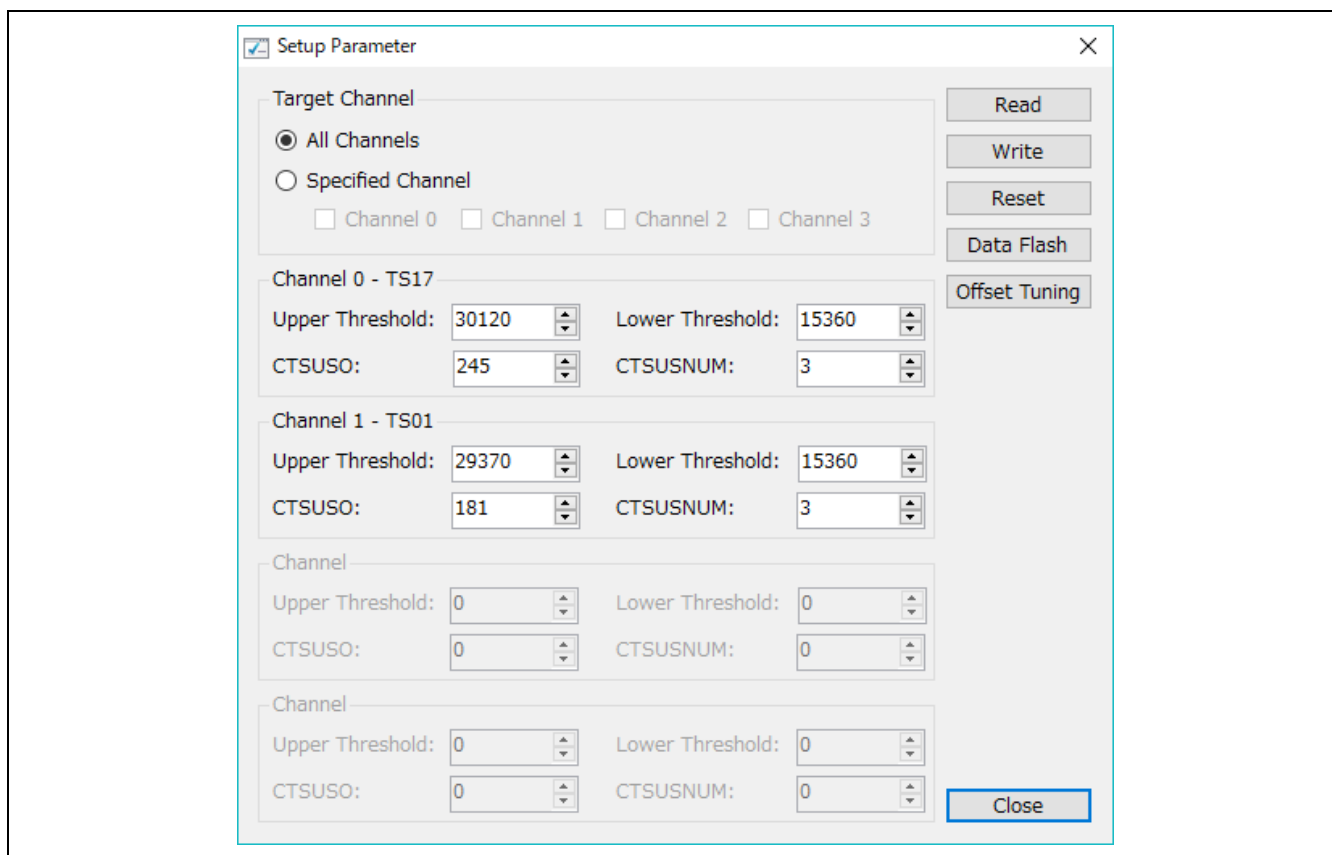 Setup Parameter
Target Channel
All Channels
Specified Channel
Channel 0 Channel 1 Channel 2 Channel 3
Read
Write
Reset
Data Flash
Offset Tuning
Channel 0 - TS17
Upper Threshold: 30120 Lower Threshold: 15360
CTSUSO: 245 CTSUSNUM: 3
Channel 1 - TS01
Upper Threshold: 29370 Lower Threshold: 15360
CTSUSO: 181 CTSUSNUM: 3
Channel
Upper Threshold: 0 Lower Threshold: 0
CTSUSO: 0 CTSUSNUM: 0
Channel
Upper Threshold: 0 Lower Threshold: 0
CTSUSO: 0 CTSUSNUM: 0
Close